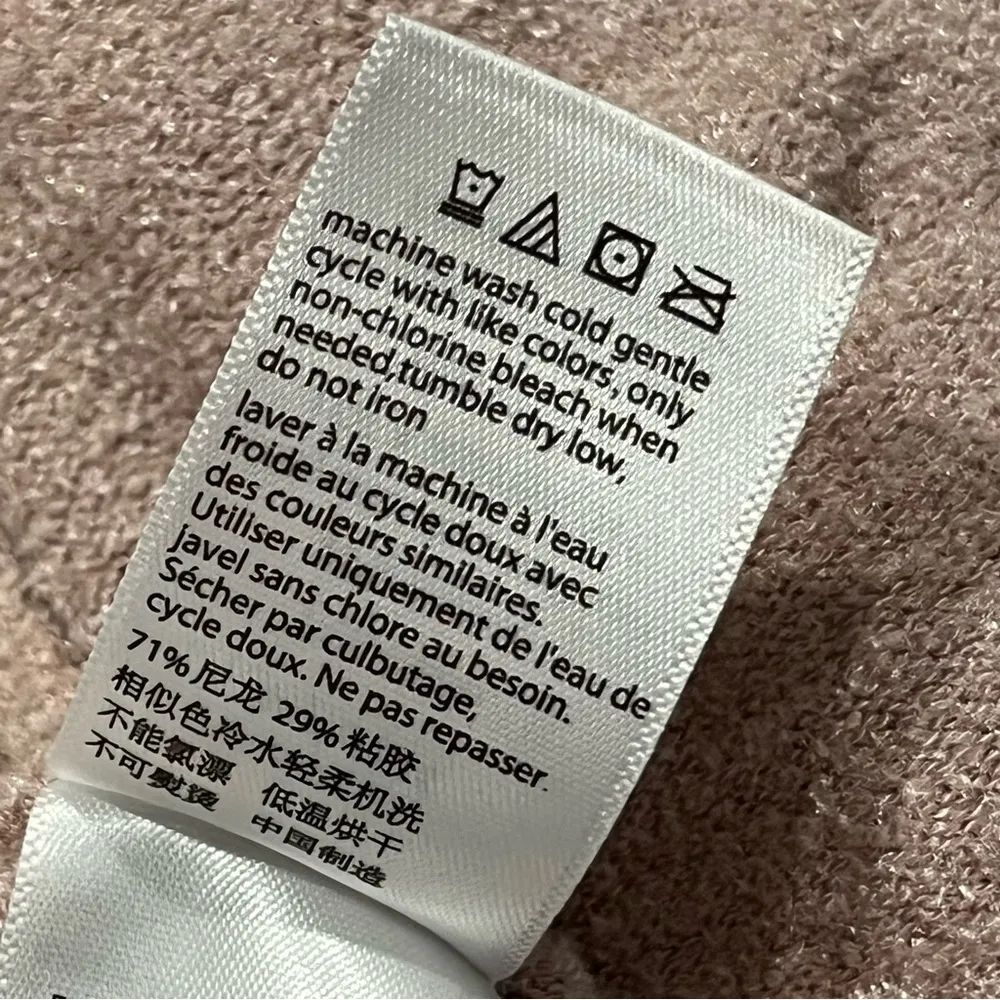 machine wash cold gentle
cycle with like colors, only
non-chlorine bleach when
needed,tumble dry low,
do not iron
laver à la machine à l'eau
froide au cycle doux avec
des couleurs similaires.
Utiliser uniquement de l'eau de
javel sans chlore au besoin.
Sécher par culbutage,
cycle doux. Ne pas repasser.
71% 尼龙 29% 粘胶
相似色冷水轻柔机洗
不能氯漂 低温烘干
不可熨烫 中国制造